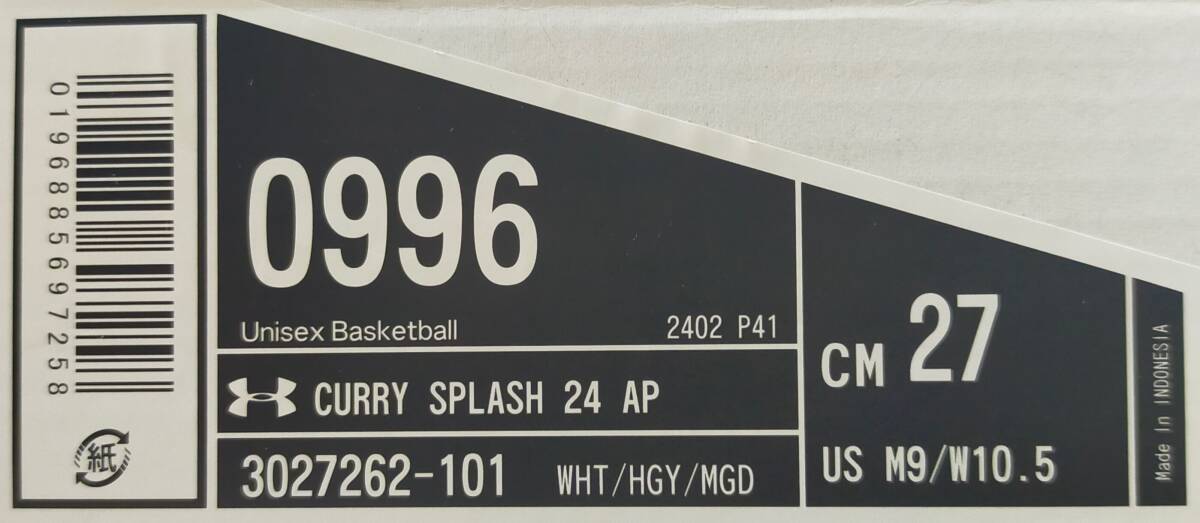 0196885697258
紙
0996
Unisex Basketball
2402 P41
CURRY SPLASH 24 AP
3027262-101 WHT/HGY/MGD
CM 27
US M9/W10.5
Made In INDONESIA